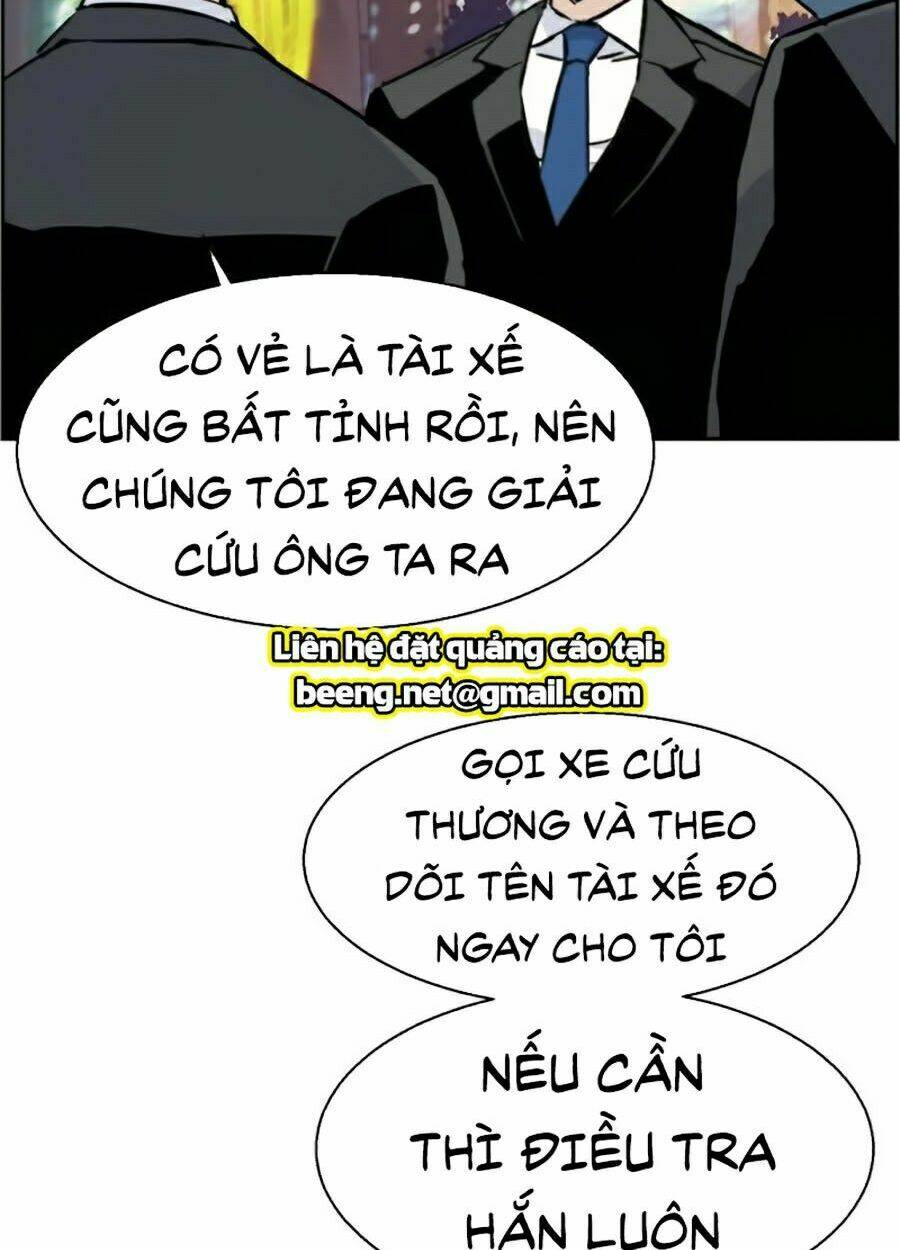 CÓ VẺ LÀ TÀI XẾ
CŨNG BẤT TỈNH RỒI, NÊN
CHÚNG TÔI ĐANG GIẢI
CỨU ÔNG TA RA
Liên hệ đặt quảng cáo tại:
beeng.net@gmail.com
GỌI XE CỨU
THƯƠNG VÀ THEO
DÕI TÊN TÀI XẾ ĐÓ
NGAY CHO TÔI
NẾU CẦN
THÌ ĐIỀU TRA
HẮN LUÔN